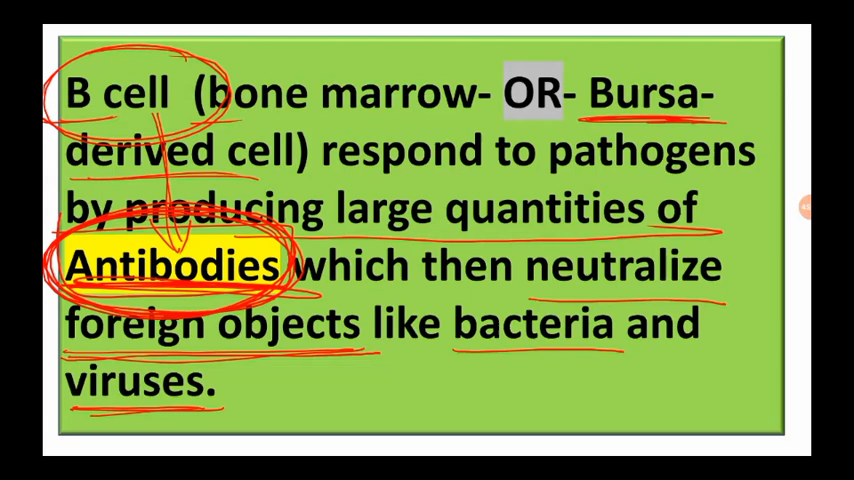 B cell (bone marrow- OR- Bursa-
derived cell) respond to pathogens
by producing large quantities of
Antibodies which then neutralize
foreign objects like bacteria and
viruses.